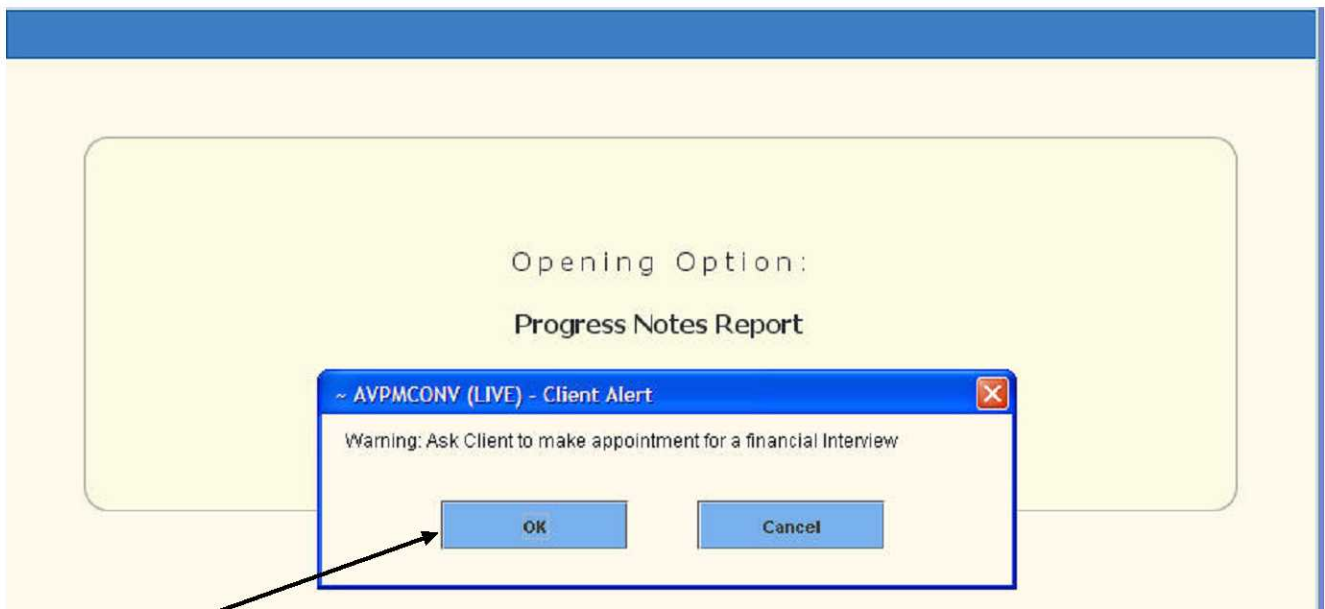 Opening Option:
Progress Notes Report
~ AVPMCONV (LIVE) - Client Alert
Warning: Ask Client to make appointment for a financial Interview
OK
Cancel